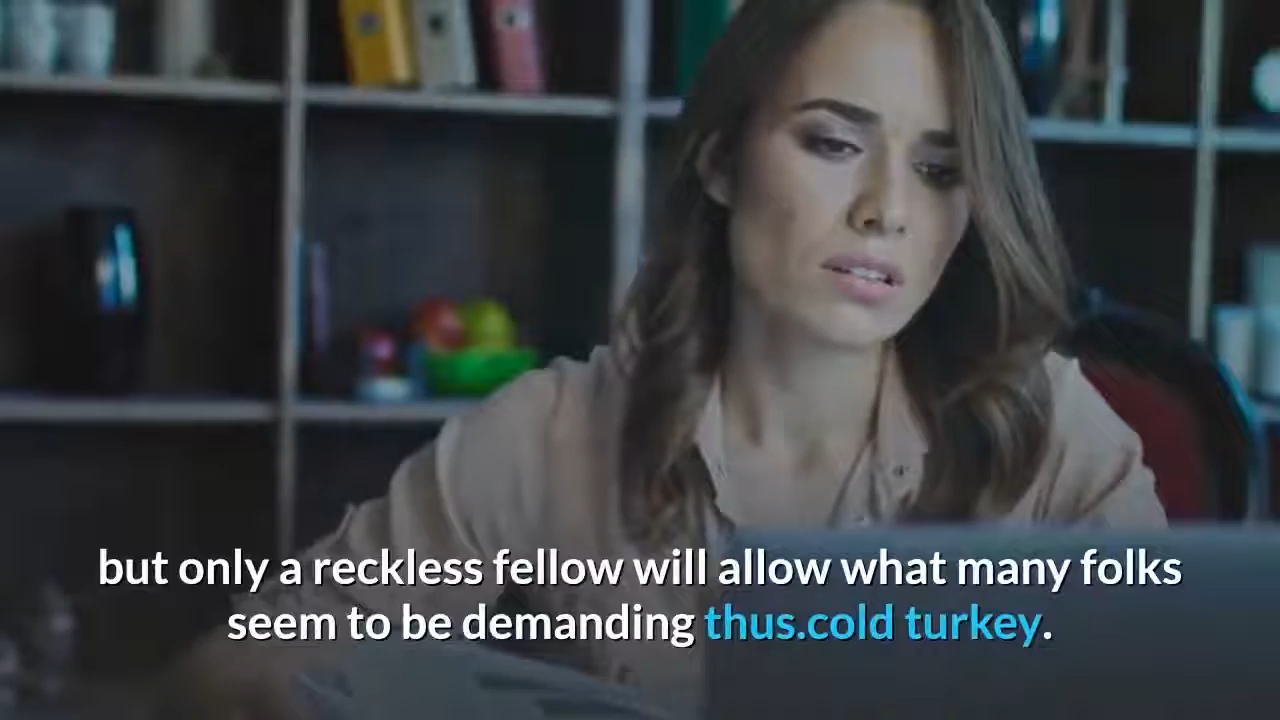 but only a reckless fellow will allow what many folks
seem to be demanding thus.cold turkey.